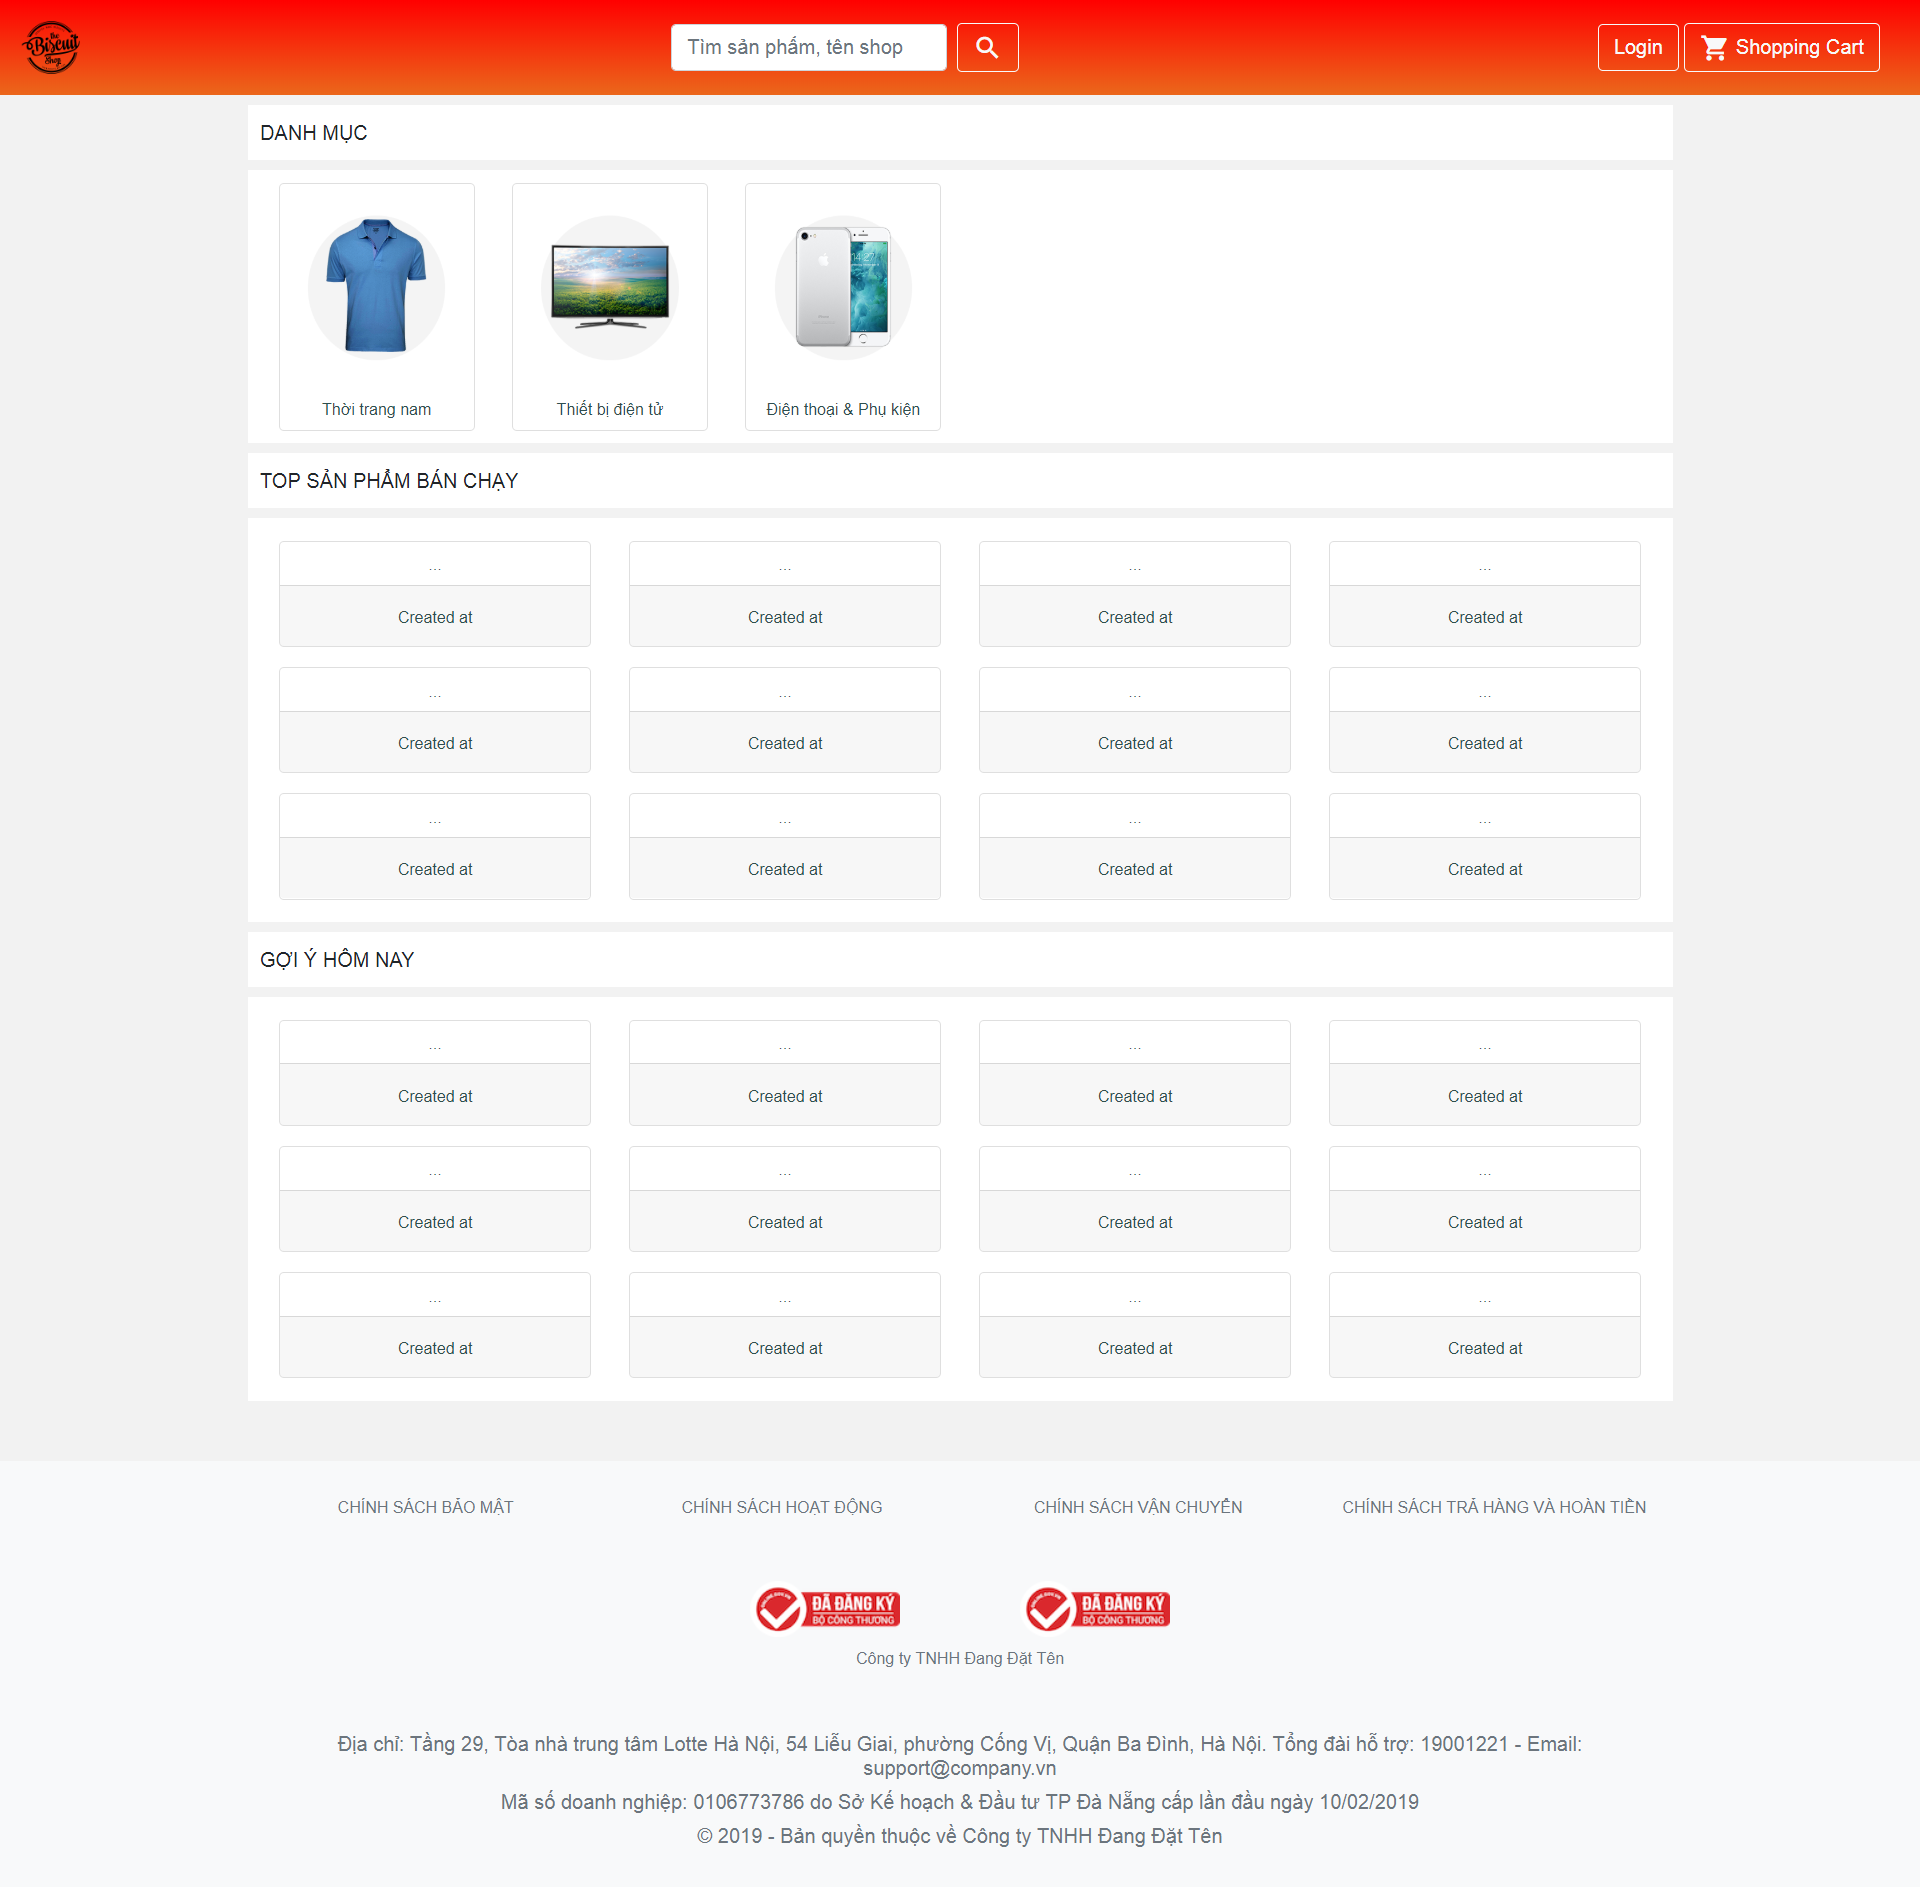 the
Biscuit
Shop
Tìm sản phẩm, tên shop
Login
Shopping Cart
DANH MỤC
14:27
iPhone
Thời trang nam
Thiết bị điện tử
Điện thoại & Phụ kiện
TOP SẢN PHẨM BÁN CHẠY
... ... ... ...
Created at Created at Created at Created at
... ... ... ...
Created at Created at Created at Created at
... ... ... ...
Created at Created at Created at Created at
GỢI Ý HÔM NAY
... ... ... ...
Created at Created at Created at Created at
... ... ... ...
Created at Created at Created at Created at
... ... ... ...
Created at Created at Created at Created at
CHÍNH SÁCH BẢO MẬT
CHÍNH SÁCH HOẠT ĐỘNG
CHÍNH SÁCH VẬN CHUYỂN
CHÍNH SÁCH TRẢ HÀNG VÀ HOÀN TIỀN
ONLINE.GOV.VN
ĐÃ ĐĂNG KÝ
BỘ CÔNG THƯƠNG
ONLINE.GOV.VN
ĐÃ ĐĂNG KÝ
BỘ CÔNG THƯƠNG
Công ty TNHH Đang Đặt Tên
Địa chỉ: Tầng 29, Tòa nhà trung tâm Lotte Hà Nội, 54 Liễu Giai, phường Cống Vị, Quận Ba Đình, Hà Nội. Tổng đài hỗ trợ: 19001221 - Email:
support@company.vn
Mã số doanh nghiệp: 0106773786 do Sở Kế hoạch & Đầu tư TP Đà Nẵng cấp lần đầu ngày 10/02/2019
© 2019 - Bản quyền thuộc về Công ty TNHH Đang Đặt Tên